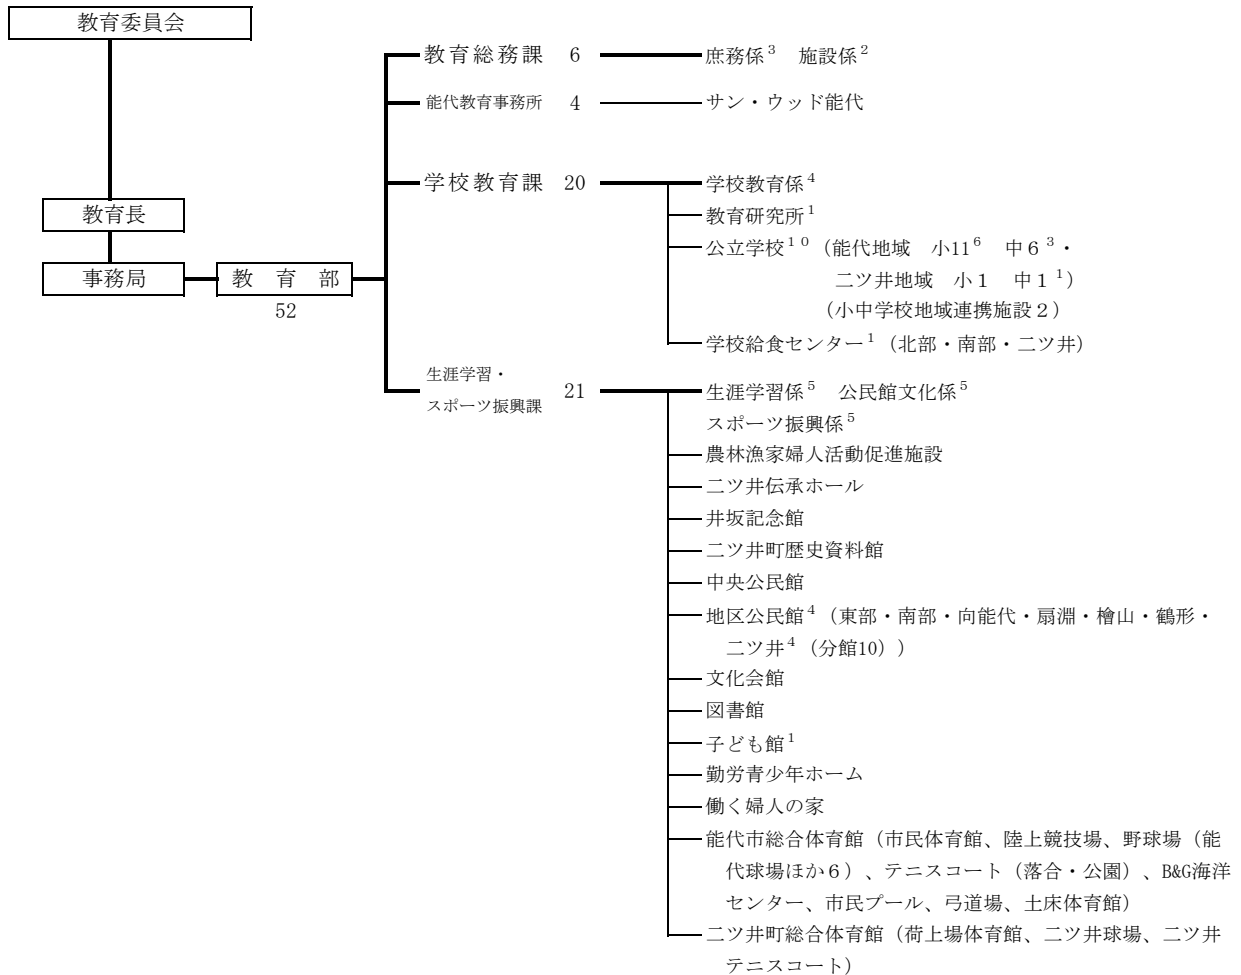 教育委員会
教育総務課 6 庶務係3 施設係2
能代教育事務所 4 サン・ウッド能代
学校教育課 20 学校教育係4
教育長
教育研究所1
公立学校10（能代地域 小116 中６3・
事務局 教 育 部
二ツ井地域 小１ 中１1）
52
（小中学校地域連携施設２）
学校給食センター1（北部・南部・二ツ井）
生涯学習・
スポーツ振興課 21 生涯学習係5 公民館文化係5
スポーツ振興係5
農林漁家婦人活動促進施設
二ツ井伝承ホール
井坂記念館
二ツ井町歴史資料館
中央公民館
地区公民館4（東部・南部・向能代・扇淵・檜山・鶴形・
二ツ井4（分館10））
文化会館
図書館
子ども館1
勤労青少年ホーム
働く婦人の家
能代市総合体育館（市民体育館、陸上競技場、野球場（能
代球場ほか６）、テニスコート（落合・公園）、B&G海洋
センター、市民プール、弓道場、土床体育館）
二ツ井町総合体育館（荷上場体育館、二ツ井球場、二ツ井
テニスコート）